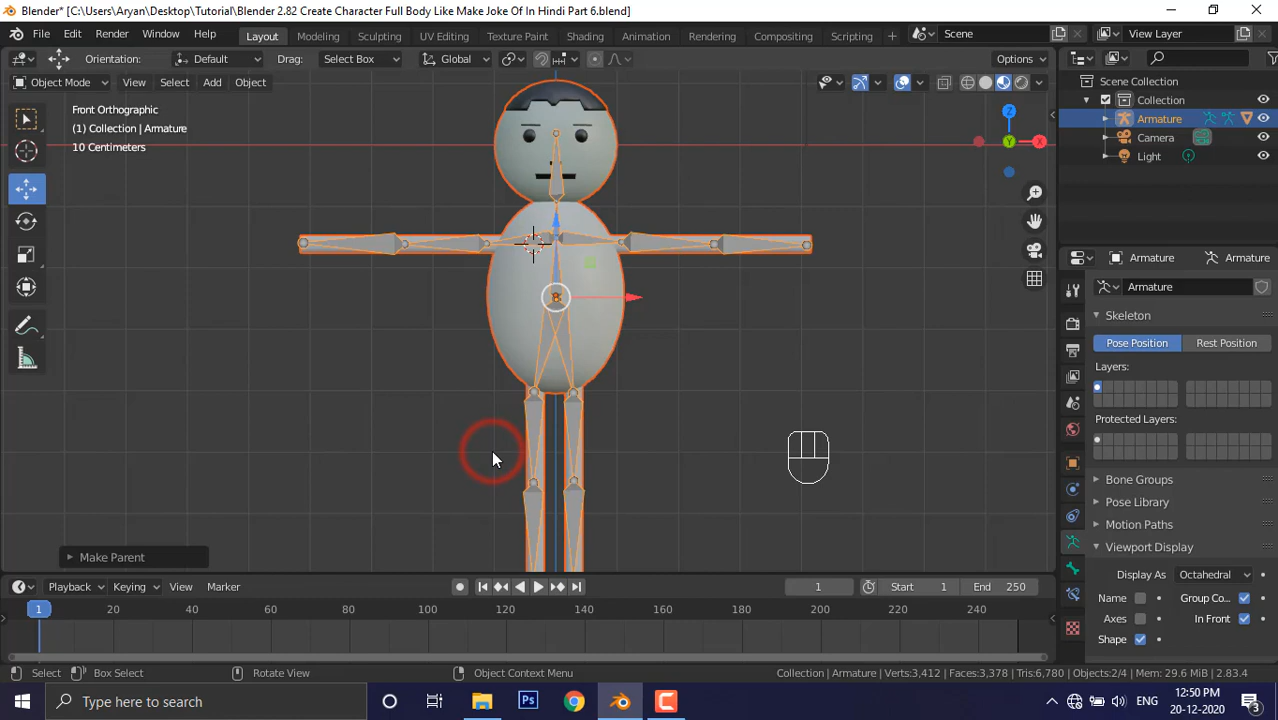 Blender* [C:\Users\Aryan\Desktop\Tutorial\Blender 2.82 Create Character Full Body Like Make Joke Of In Hindi Part 6.blend]
File Edit Render Window Help Layout Modeling Sculpting UV Editing Texture Paint Shading Animation Rendering Compositing Scripting + Scene View Layer
Orientation: Default Drag: Select Box Global Options
Object Mode View Select Add Object
Scene Collection
Collection
Armature
Camera
Light
Front Orthographic
(1) Collection | Armature
10 Centimeters
Z
Y
X
Armature Armature
Armature
Skeleton
Pose Position Rest Position
Layers:
Protected Layers:
Bone Groups
Pose Library
Motion Paths
Viewport Display
Display As Octahedral
Name Group Co...
Axes In Front
Shape
Make Parent
Playback Keying View Marker 1 Start 1 End 250
1 20 40 60 80 100 120 140 160 180 200 220 240
Select Box Select Rotate View Object Context Menu Collection | Armature | Verts:3,412 | Faces:3,378 | Tris:6,780 | Objects:2/4 | Mem: 29.6 MiB | 2.83.4
Type here to search
Ps
ENG
12:50 PM
20-12-2020
3